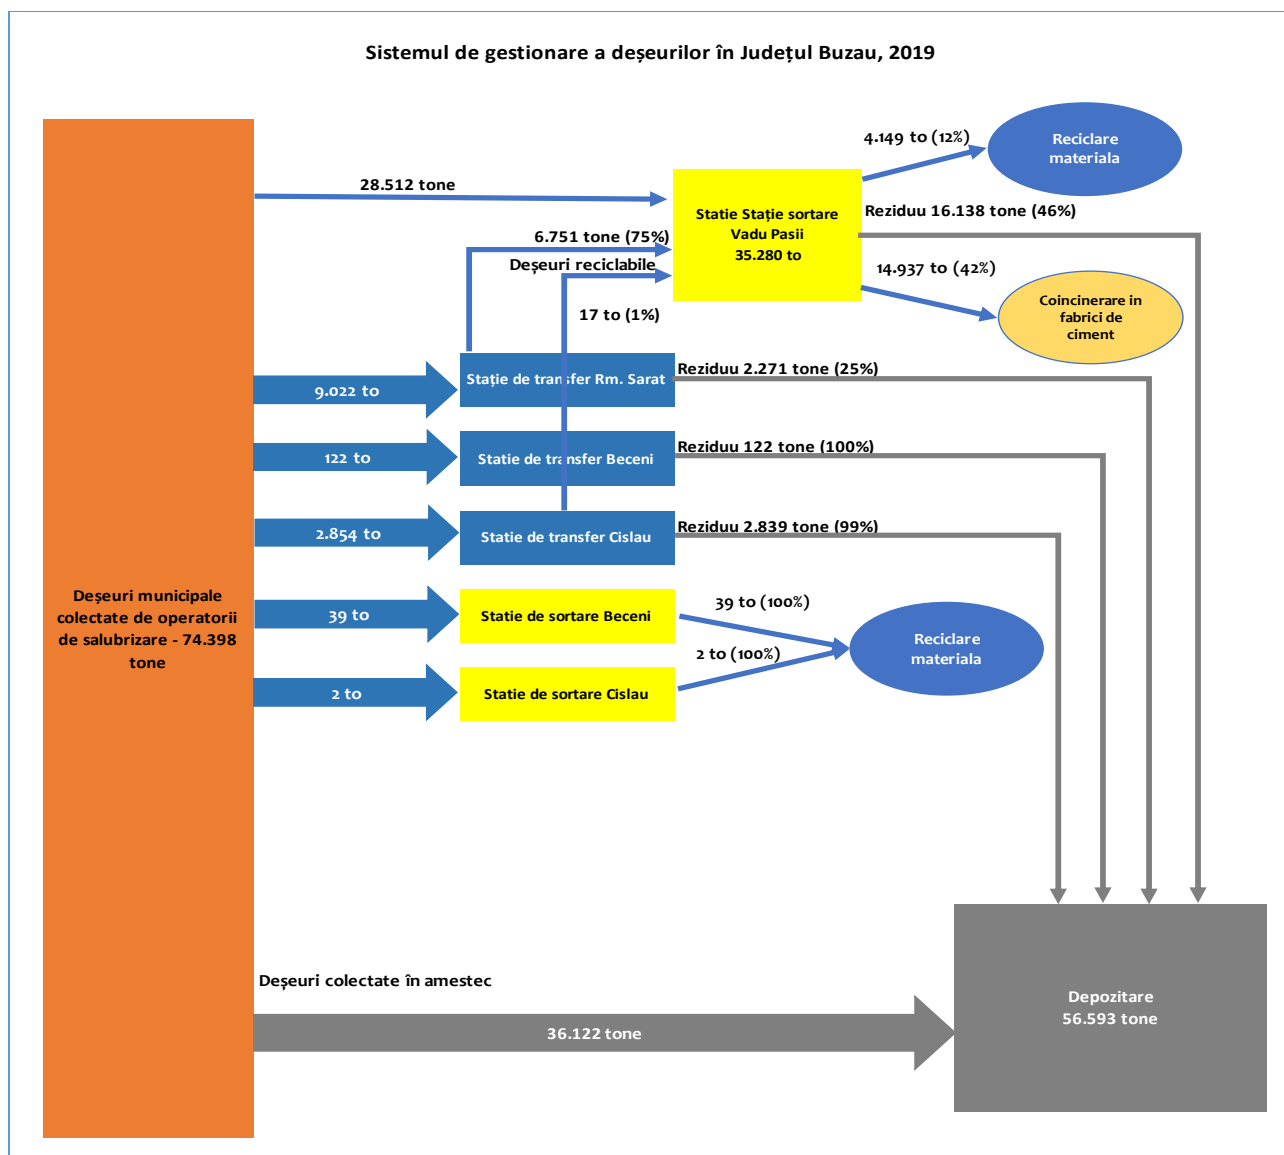 Sistemul de gestionare a deșeurilor în Județul Buzau, 2019
Deșeuri municipale
colectate de operatorii
de salubrizare - 74.398
tone
28.512 tone
6.751 tone (75%)
Deșeuri reciclabile
17 to (1%)
Statie Stație sortare
Vadu Pasii
35.280 to
4.149 to (12%)
Reciclare
materiala
Reziduu 16.138 tone (46%)
14.937 to (42%)
Coincinerare in
fabrici de
ciment
9.022 to
Stație de transfer Rm. Sarat
Reziduu 2.271 tone (25%)
122 to
Statie de transfer Beceni
Reziduu 122 tone (100%)
2.854 to
Statie de transfer Cislau
Reziduu 2.839 tone (99%)
39 to
Statie de sortare Beceni
39 to (100%)
2 to
Statie de sortare Cislau
2 to (100%)
Reciclare
materiala
Deșeuri colectate în amestec
36.122 tone
Depozitare
56.593 tone